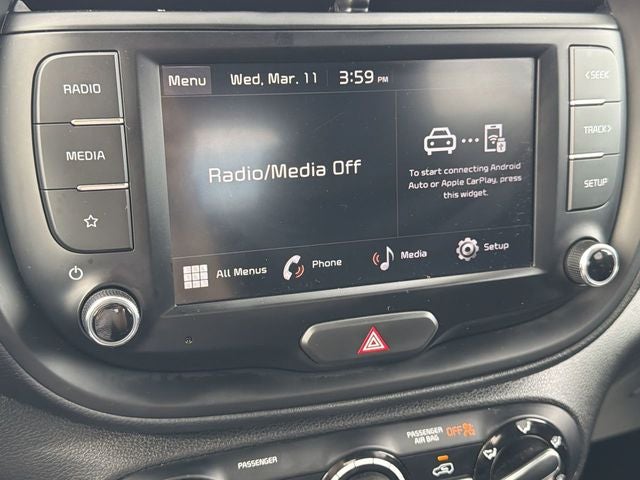 Menu Wed, Mar. 11 3:59 PM
RADIO
MEDIA
Radio/Media Off
To start connecting Android
Auto or Apple CarPlay, press
this widget.
<SEEK
TRACK>
SETUP
All Menus Phone Media Setup
PASSENGER
PASSENGER
AIR BAG OFF